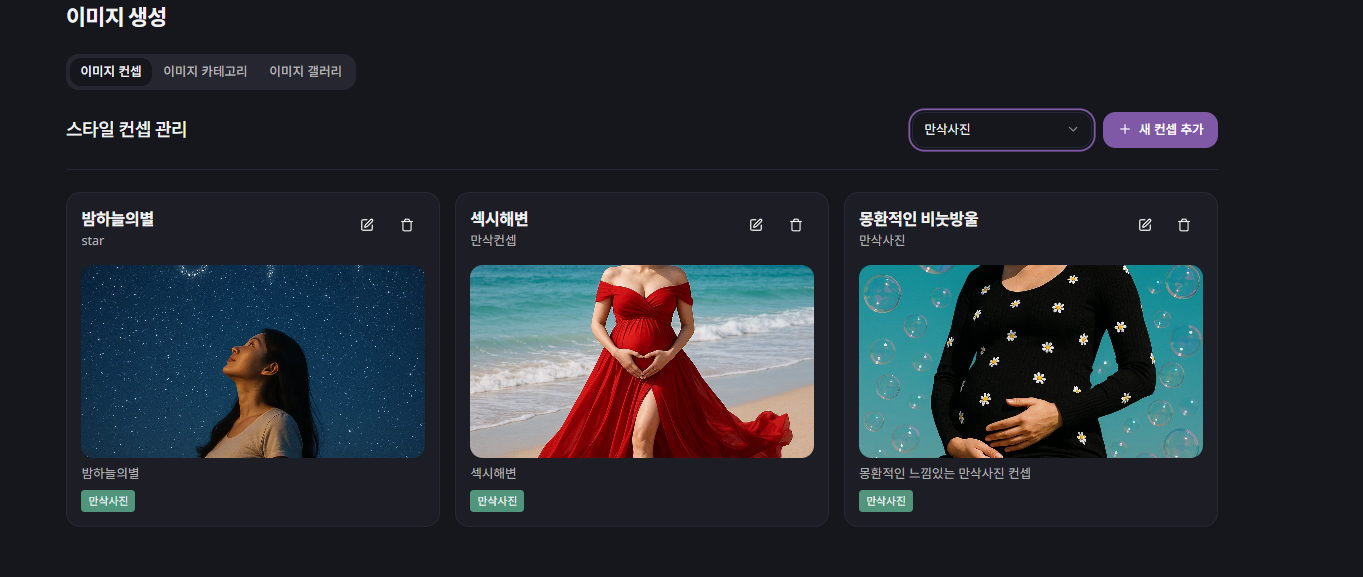 이미지 생성
이미지 컨셉 이미지 카테고리 이미지 갤러리
스타일 컨셉 관리
만삭사진
+ 새 컨셉 추가
밤하늘의별
star
밤하늘의별
만삭사진
섹시해변
만삭컨셉
섹시해변
만삭사진
몽환적인 비눗방울
만삭사진
몽환적인 느낌있는 만삭사진 컨셉
만삭사진